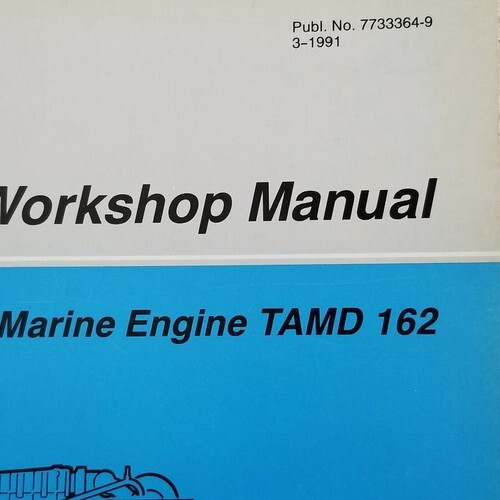 Publ. No. 7733364-9
3-1991
Workshop Manual
Marine Engine TAMD 162